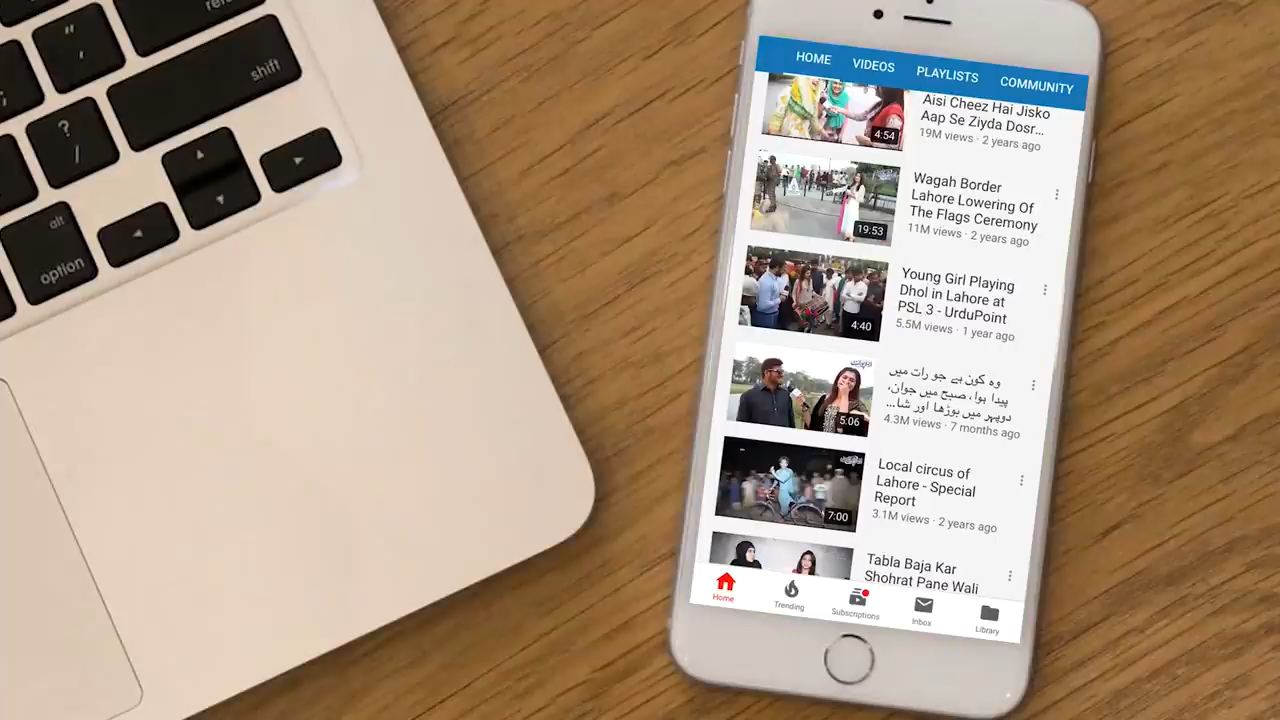 shift
?
/
alt
option
HOME
VIDEOS
PLAYLISTS
COMMUNITY
4:54
Aisi Cheez Hai Jisko
Aap Se Ziyda Dosr...
19M views · 2 years ago
19:53
Wagah Border
Lahore Lowering Of
The Flags Ceremony
11M views · 2 years ago
4:40
Young Girl Playing
Dhol in Lahore at
PSL 3 - UrduPoint
5.5M views · 1 year ago
5:06
وہ کون ہے جو رات میں
پیدا ہوا، صبح میں جوان،
دوپہر میں بوڑھا اور شا...
4.3M views · 7 months ago
7:00
Local circus of
Lahore - Special
Report
3.1M views · 2 years ago
Tabla Baja Kar
Shohrat Pane Wali
Home
Trending
Subscriptions
Inbox
Library